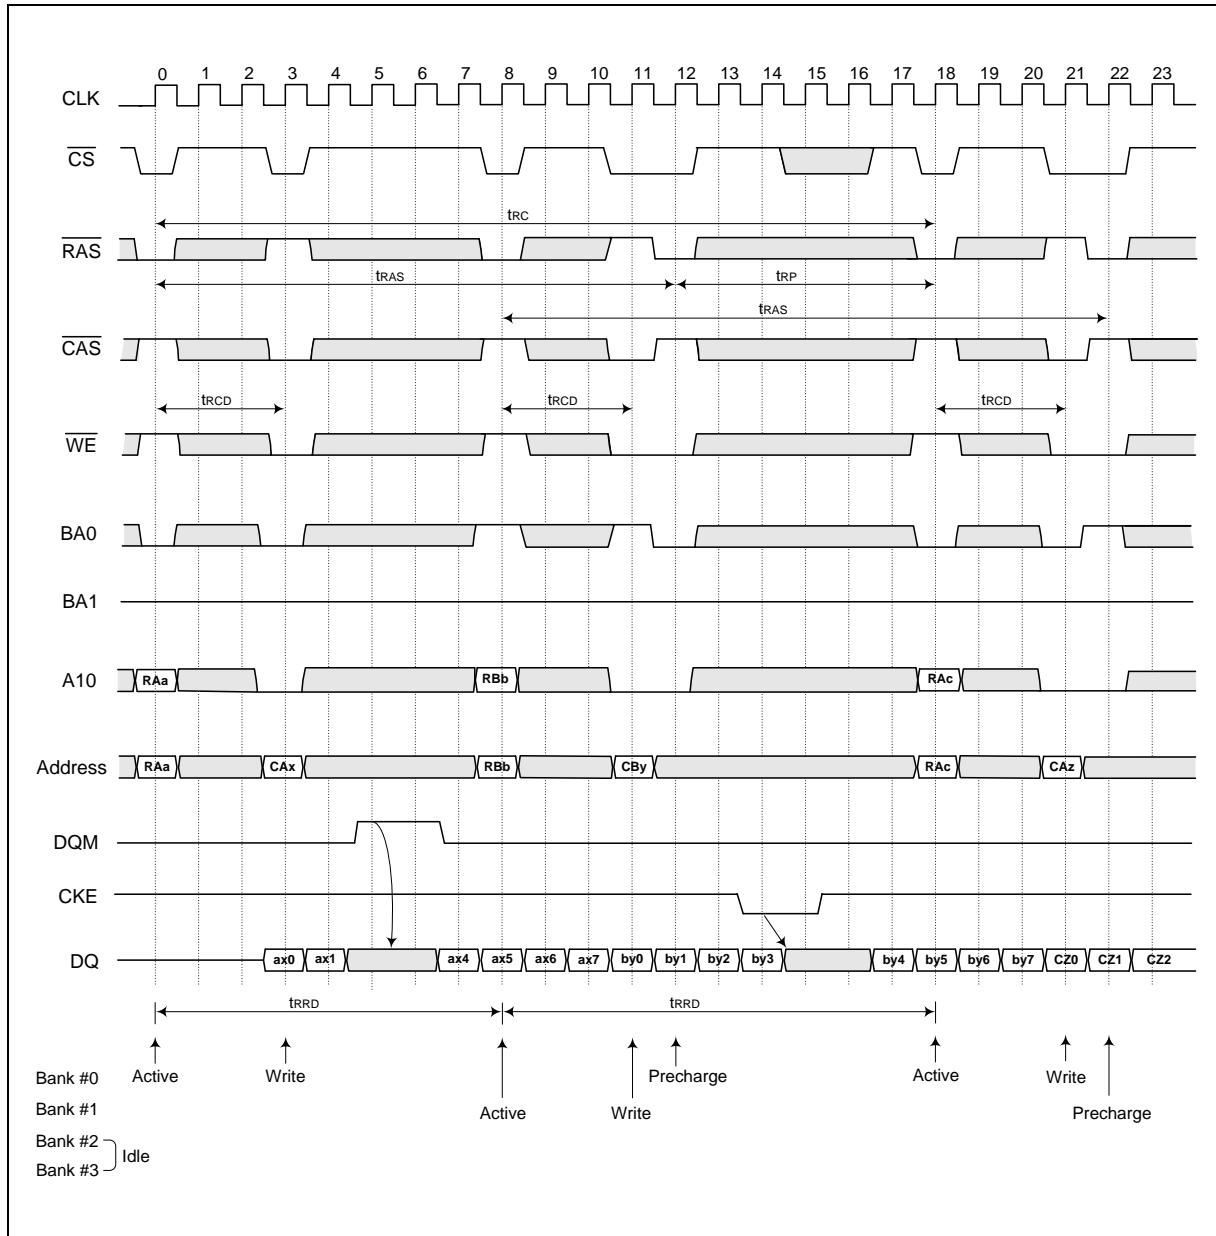 0 1 2 3 4 5 6 7 8 9 10 11 12 13 14 15 16 17 18 19 20 21 22 23
CLK
CS
tRC
RAS
tRAS tRP
tRAS
CAS
tRCD tRCD tRCD
WE
BA0
BA1
A10 RAa RBb RAc
Address RAa CAx RBb CBy RAc CAz
DQM
CKE
DQ ax0 ax1 ax4 ax5 ax6 ax7 by0 by1 by2 by3 by4 by5 by6 by7 CZ0 CZ1 CZ2
tRRD tRRD
Bank #0 Active Write Precharge Active Write
Bank #1 Active Write Precharge
Bank #2
Idle
Bank #3